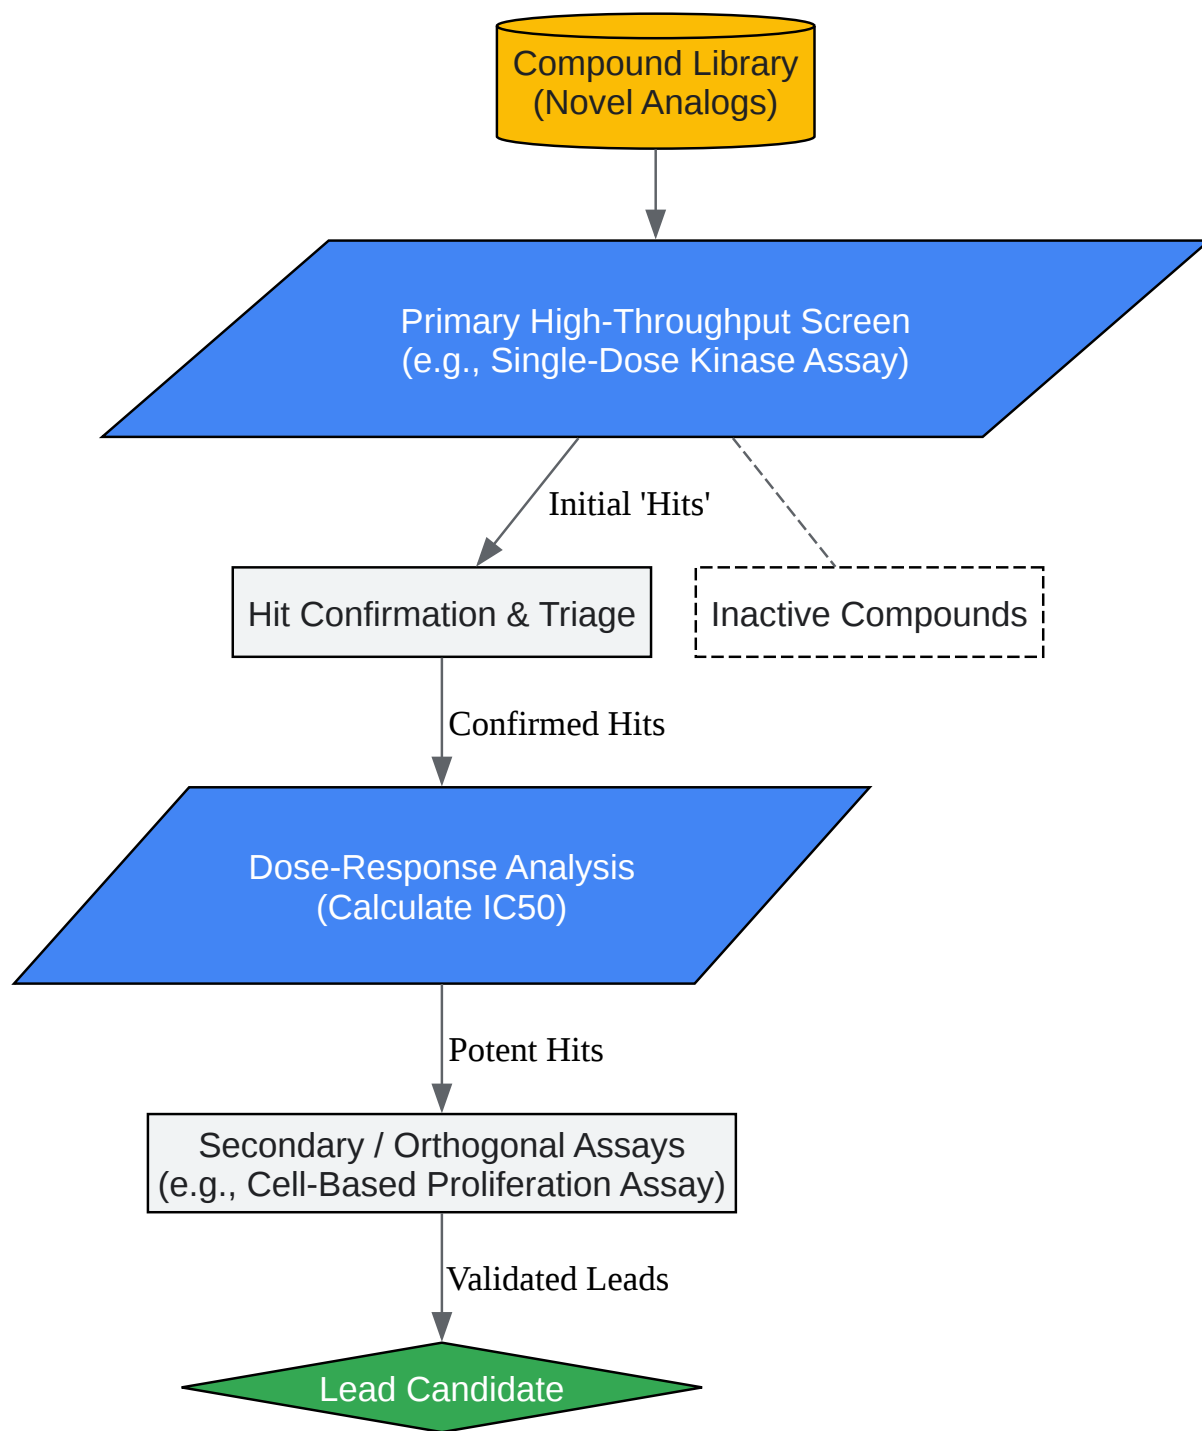 Compound Library
(Novel Analogs)
Primary High-Throughput Screen
(e.g., Single-Dose Kinase Assay)
Initial 'Hits'
Hit Confirmation & Triage
Inactive Compounds
Confirmed Hits
Dose-Response Analysis
(Calculate IC50)
Potent Hits
Secondary / Orthogonal Assays
(e.g., Cell-Based Proliferation Assay)
Validated Leads
Lead Candidate